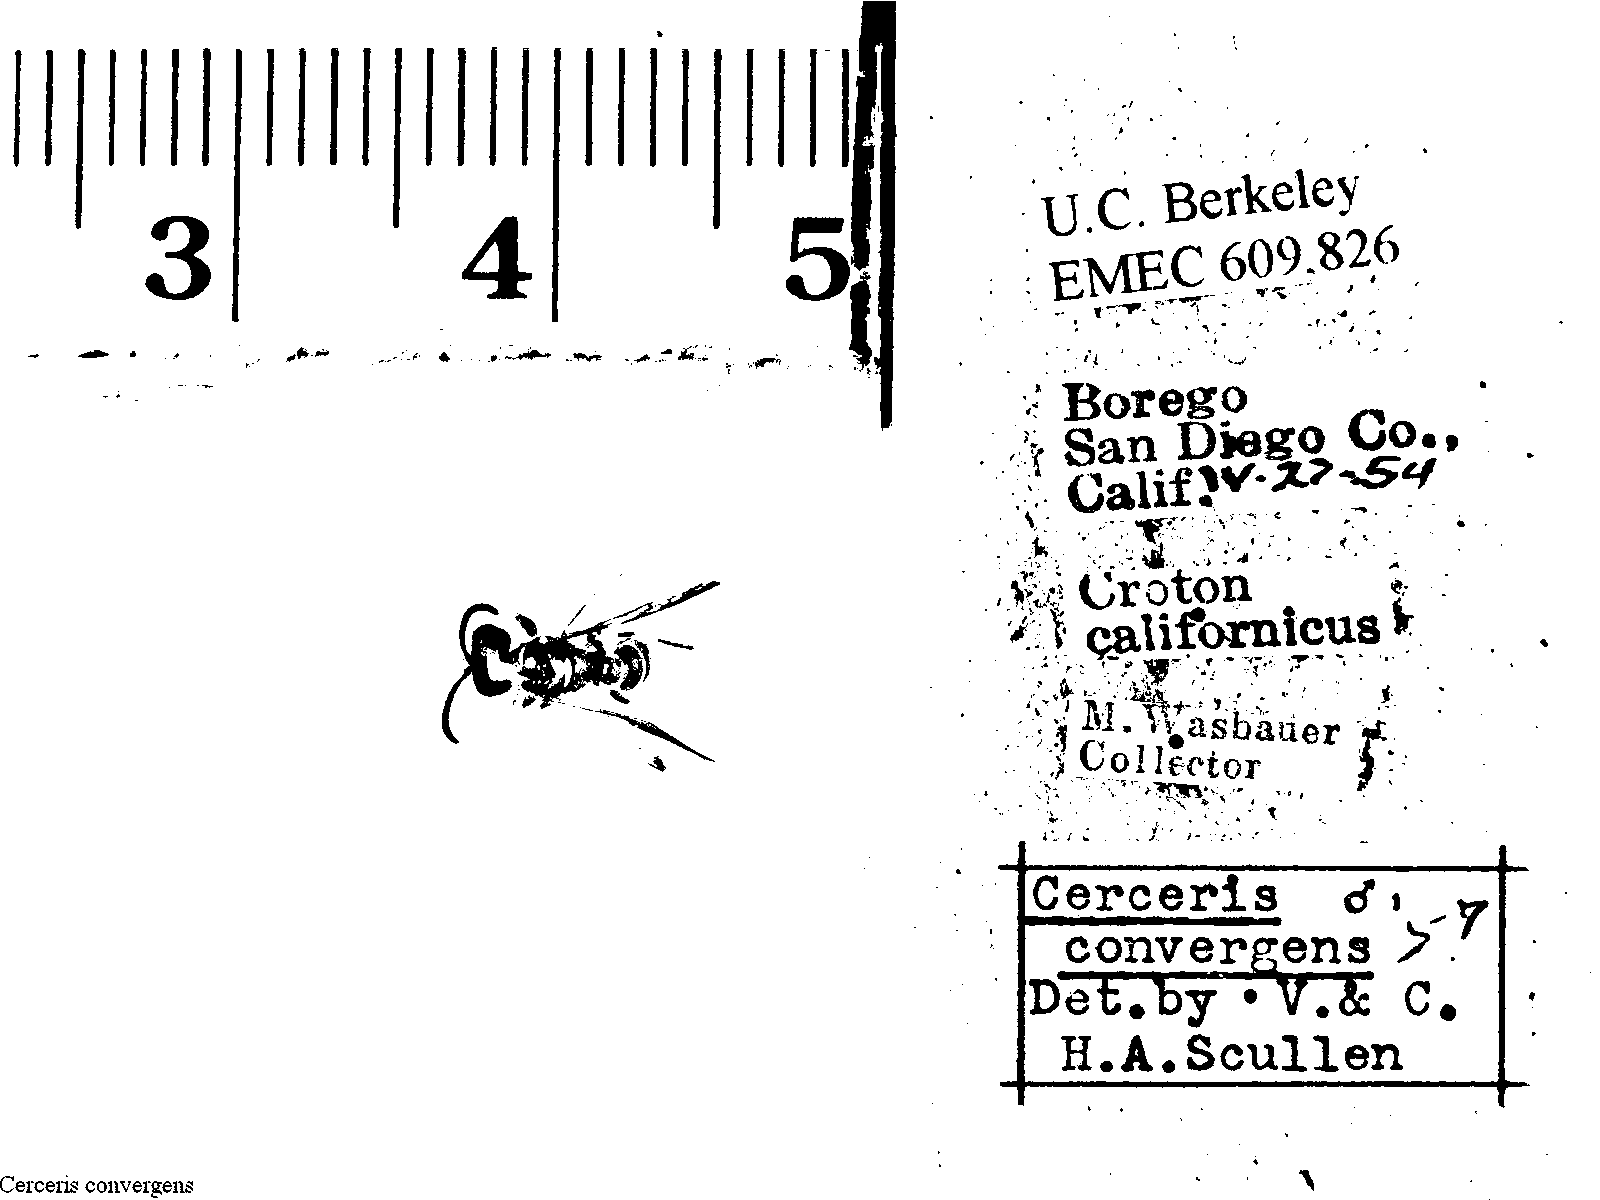 3 4 5
U.C. Berkeley
EMEC 609,826
Borego
San Diego Co.,
Calif. IV-27-54
Croton
californicus
M. Wasbauer
Collector
Cerceris ♂
convergens
Det.by V.& C.
H.A.Scullen
Cerceris convergens